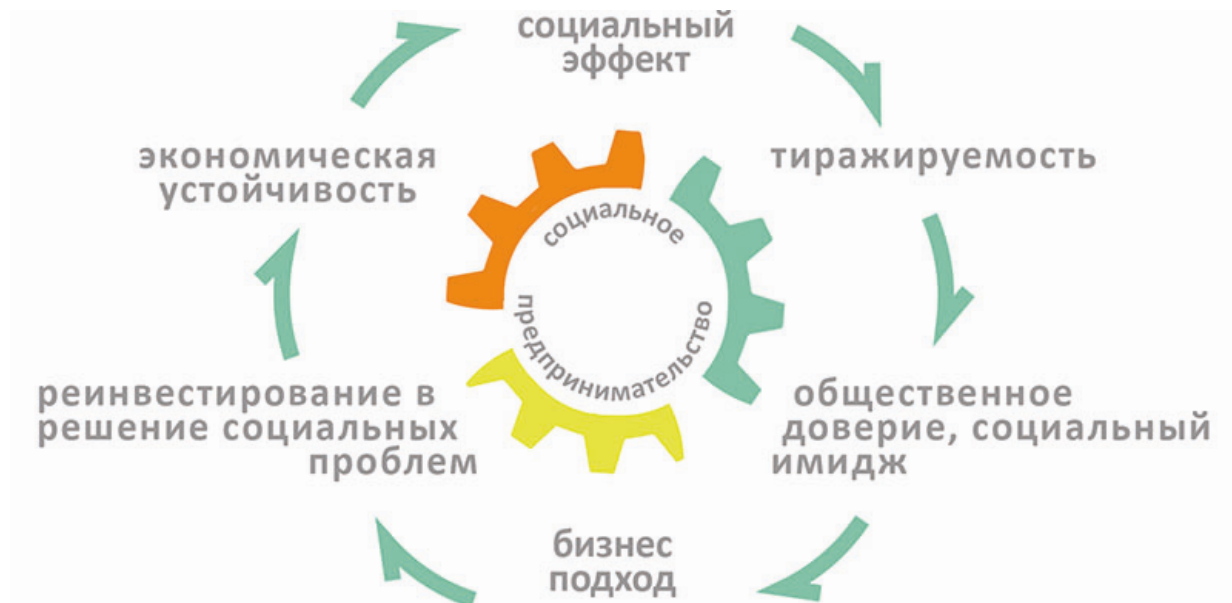 социальный
эффект
экономическая
устойчивость
тиражируемость
социальное
предпринимательство
реинвестирование в
решение социальных
проблем
общественное
доверие, социальный
имидж
бизнес
подход